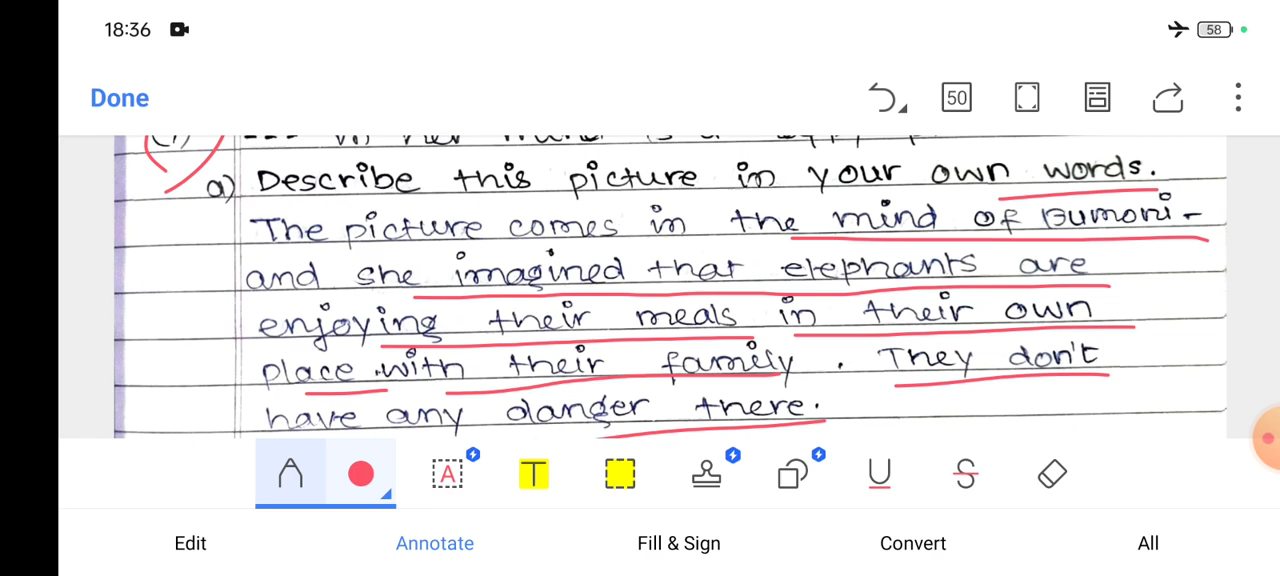 18:36
58
Done
50
a) Describe this picture in your own words.
The picture comes in the mind of Bumoni-
and she imagined that elephants are
enjoying their meals in their own
place with their family. They don't
have any danger there.
A
T
U
S
Edit
Annotate
Fill & Sign
Convert
All